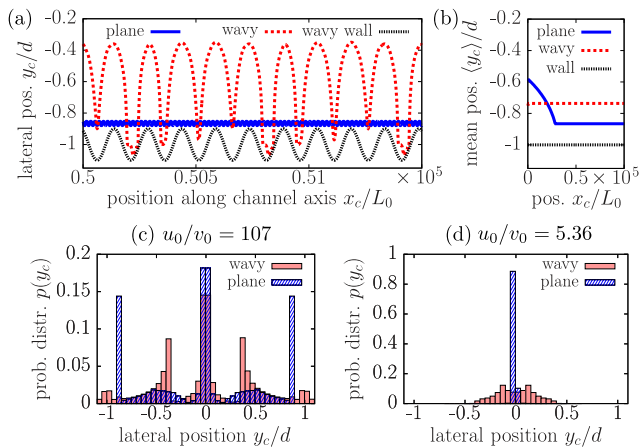 (a) plane wavy wavy wall
-0.2
-0.4
-0.6
-0.8
-1
lateral pos. y_c/d
0.5 0.505 0.51 × 10^5
position along channel axis x_c/L_0
(b) plane
wavy
wall
-0.2
-0.4
-0.6
-0.8
-1
mean pos. ⟨y_c⟩/d
0 0.5 × 10^5
pos. x_c/L_0
(c) u_0/v_0 = 107
wavy
plane
0.2
0.15
0.1
0.05
0
prob. distr. p(y_c)
-1 -0.5 0 0.5 1
lateral position y_c/d
(d) u_0/v_0 = 5.36
wavy
plane
1
0.8
0.6
0.4
0.2
0
prob. distr. p(y_c)
-1 -0.5 0 0.5 1
lateral position y_c/d